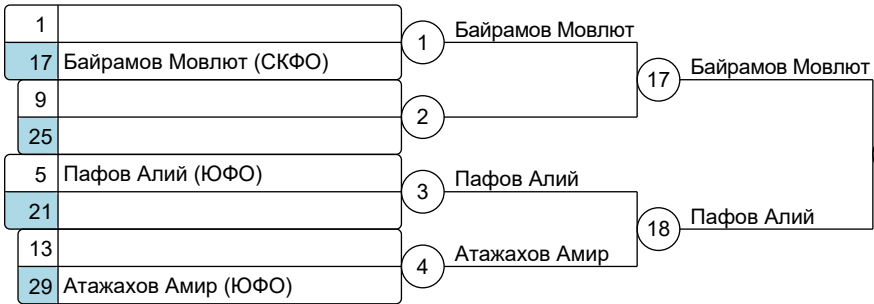 1
17 Байрамов Мовлют (СКФО)
9
25
5 Пафов Алий (ЮФО)
21
13
29 Атажахов Амир (ЮФО)
1 Байрамов Мовлют
2
3 Пафов Алий
4 Атажахов Амир
17 Байрамов Мовлют
18 Пафов Алий